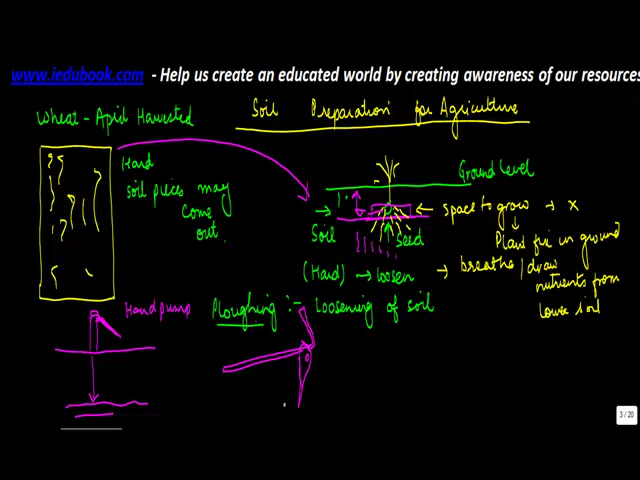 www.iedubook.com - Help us create an educated world by creating awareness of our resources
Soil Preparation for Agriculture
Wheat - April Harvested
Hard
soil pieces may
come
out.
Ground Level
1"
Soil
seed
(Hard) → loosen
space to grow → x
Plant fix in ground
→ breathe / draw
nutrients from
lower soil
Handpump
Ploughing :- Loosening of soil
3 / 20